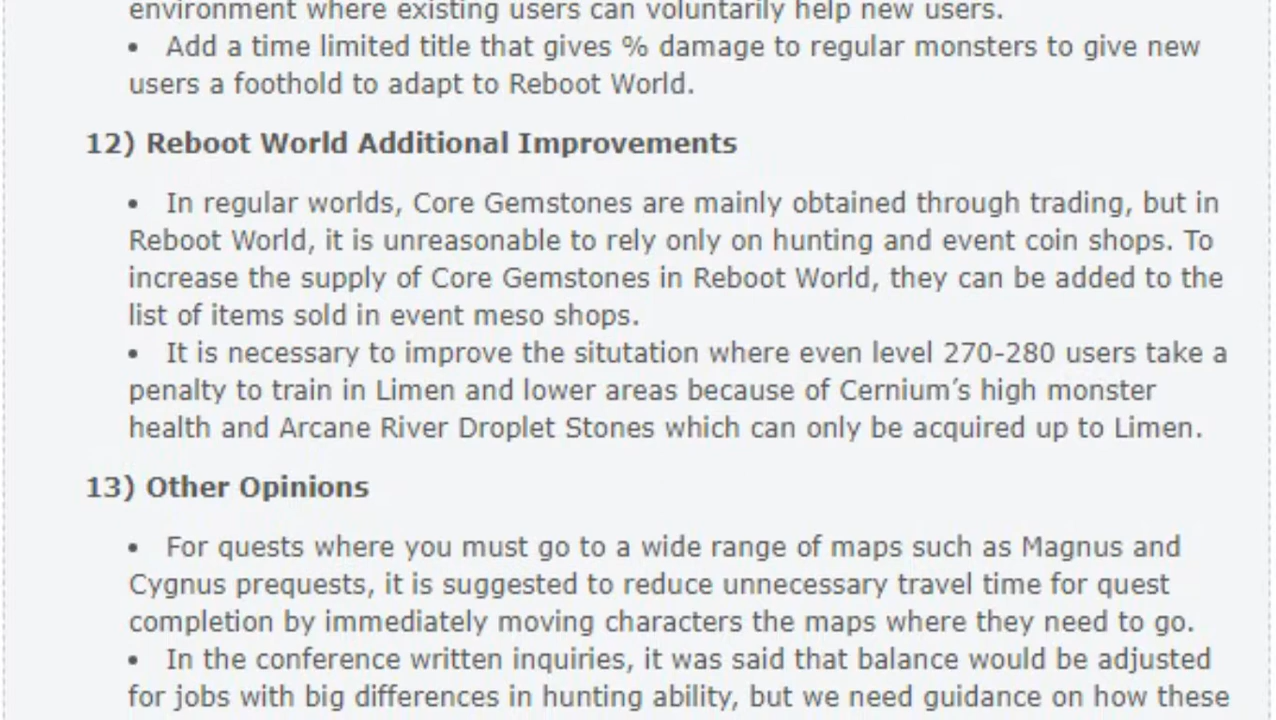 environment where existing users can voluntarily help new users.
• Add a time limited title that gives % damage to regular monsters to give new
users a foothold to adapt to Reboot World.
12) Reboot World Additional Improvements
• In regular worlds, Core Gemstones are mainly obtained through trading, but in
Reboot World, it is unreasonable to rely only on hunting and event coin shops. To
increase the supply of Core Gemstones in Reboot World, they can be added to the
list of items sold in event meso shops.
• It is necessary to improve the situtation where even level 270-280 users take a
penalty to train in Limen and lower areas because of Cernium’s high monster
health and Arcane River Droplet Stones which can only be acquired up to Limen.
13) Other Opinions
• For quests where you must go to a wide range of maps such as Magnus and
Cygnus prequests, it is suggested to reduce unnecessary travel time for quest
completion by immediately moving characters the maps where they need to go.
• In the conference written inquiries, it was said that balance would be adjusted
for jobs with big differences in hunting ability, but we need guidance on how these